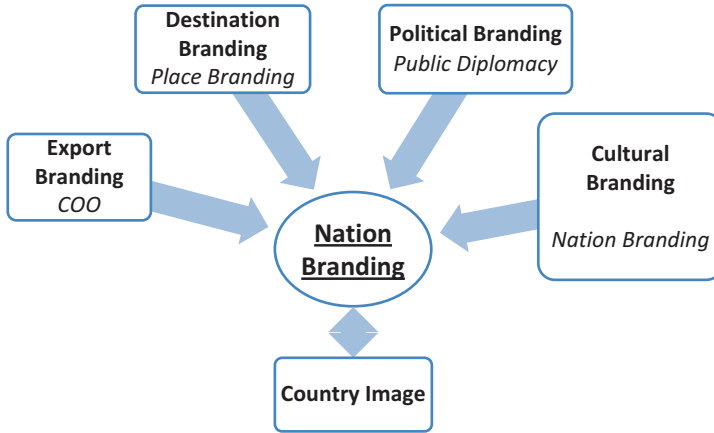 Destination
Branding
Place Branding
Political Branding
Public Diplomacy
Export
Branding
COO
Cultural
Branding
Nation Branding
Nation
Branding
Country Image